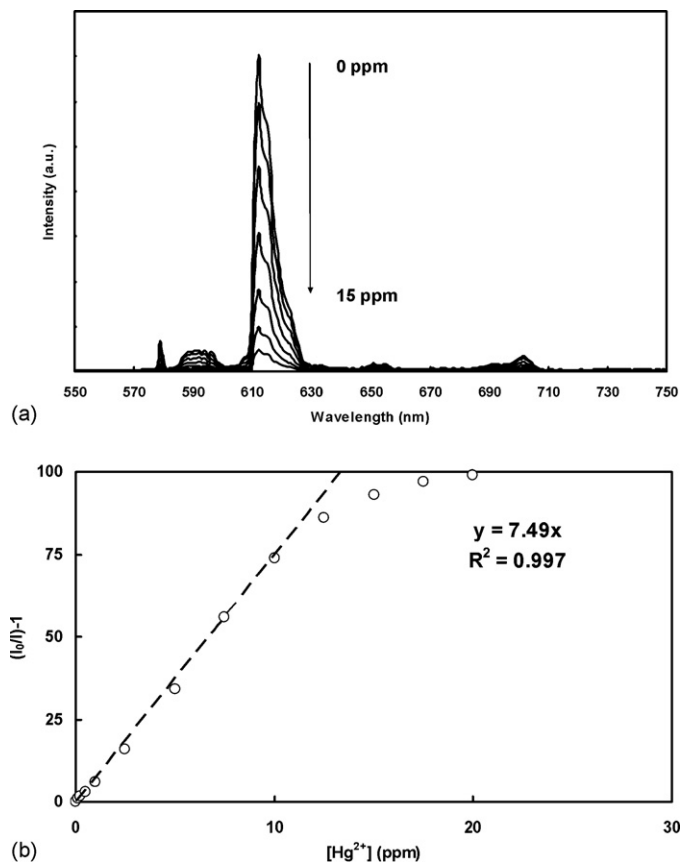 0 ppm
15 ppm
Intensity (a.u.)
550 570 590 610 630 650 670 690 710 730 750
Wavelength (nm)
(a)
100
75
50
25
0
(I₀/I)-1
y = 7.49x
R² = 0.997
0 10 20 30
[Hg²⁺] (ppm)
(b)